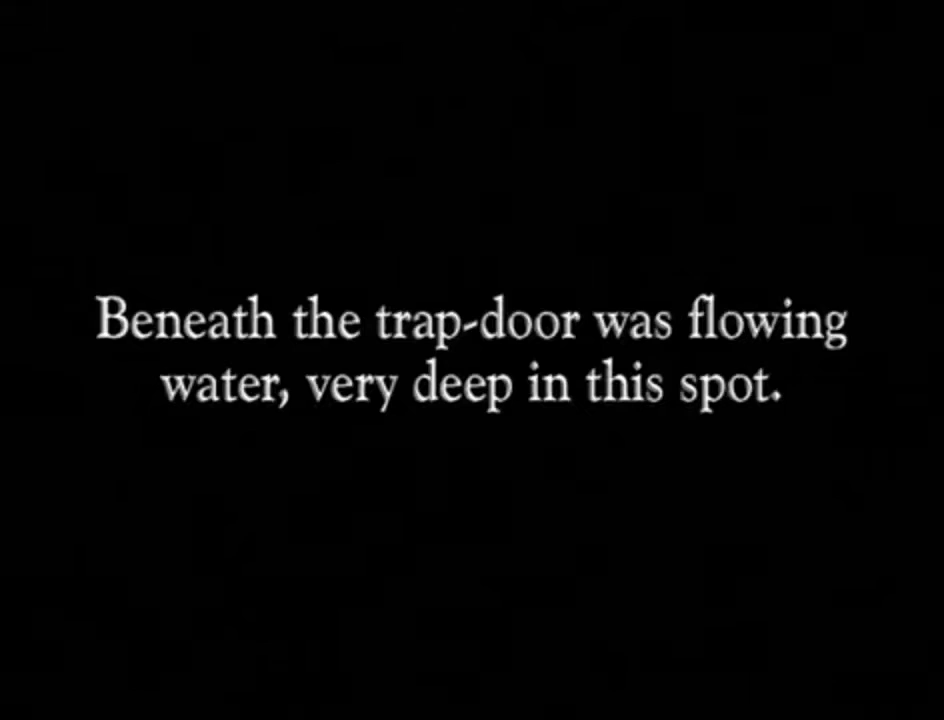 Beneath the trap-door was flowing
water, very deep in this spot.